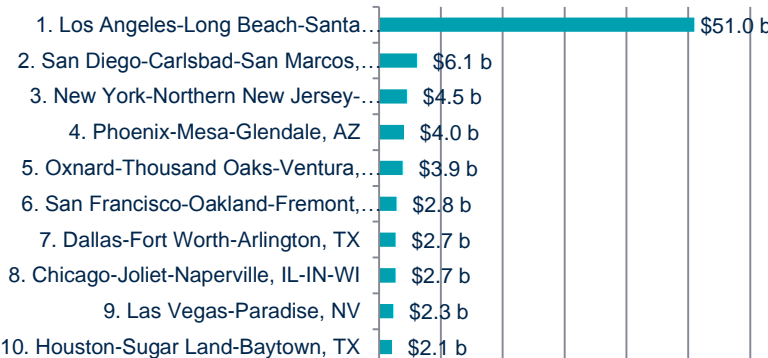 1. Los Angeles-Long Beach-Santa… $51.0 b
2. San Diego-Carlsbad-San Marcos,… $6.1 b
3. New York-Northern New Jersey-… $4.5 b
4. Phoenix-Mesa-Glendale, AZ $4.0 b
5. Oxnard-Thousand Oaks-Ventura,… $3.9 b
6. San Francisco-Oakland-Fremont,… $2.8 b
7. Dallas-Fort Worth-Arlington, TX $2.7 b
8. Chicago-Joliet-Naperville, IL-IN-WI $2.7 b
9. Las Vegas-Paradise, NV $2.3 b
10. Houston-Sugar Land-Baytown, TX $2.1 b